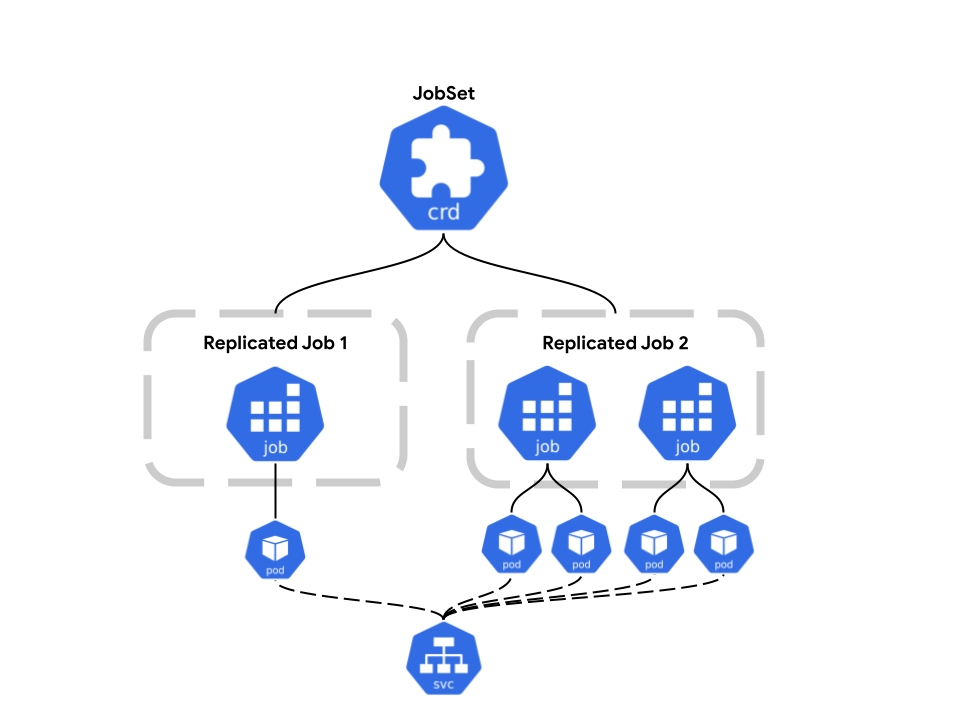 JobSet
crd
Replicated Job 1
Replicated Job 2
job
job
job
pod
pod
pod
pod
pod
svc